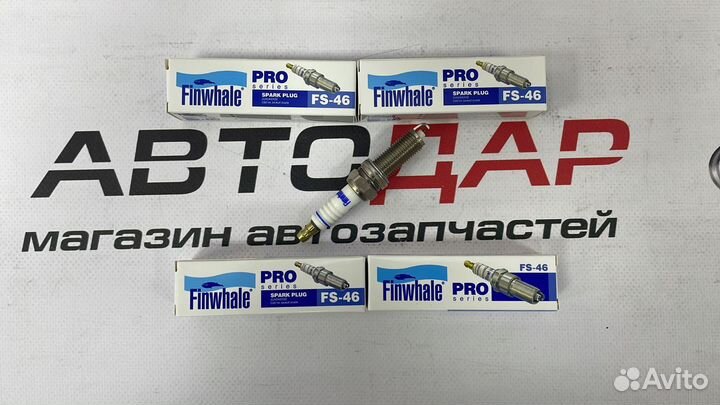 Finwhale®
PRO
series
SPARK PLUG
FS-46
Finwhale®
PRO
series
SPARK PLUG
FS-46
АВТОДАР
Finwhale
магазин автозапчастей
Finwhale®
PRO
series
SPARK PLUG
FS-46
Finwhale®
PRO
series
FS-46
Avito